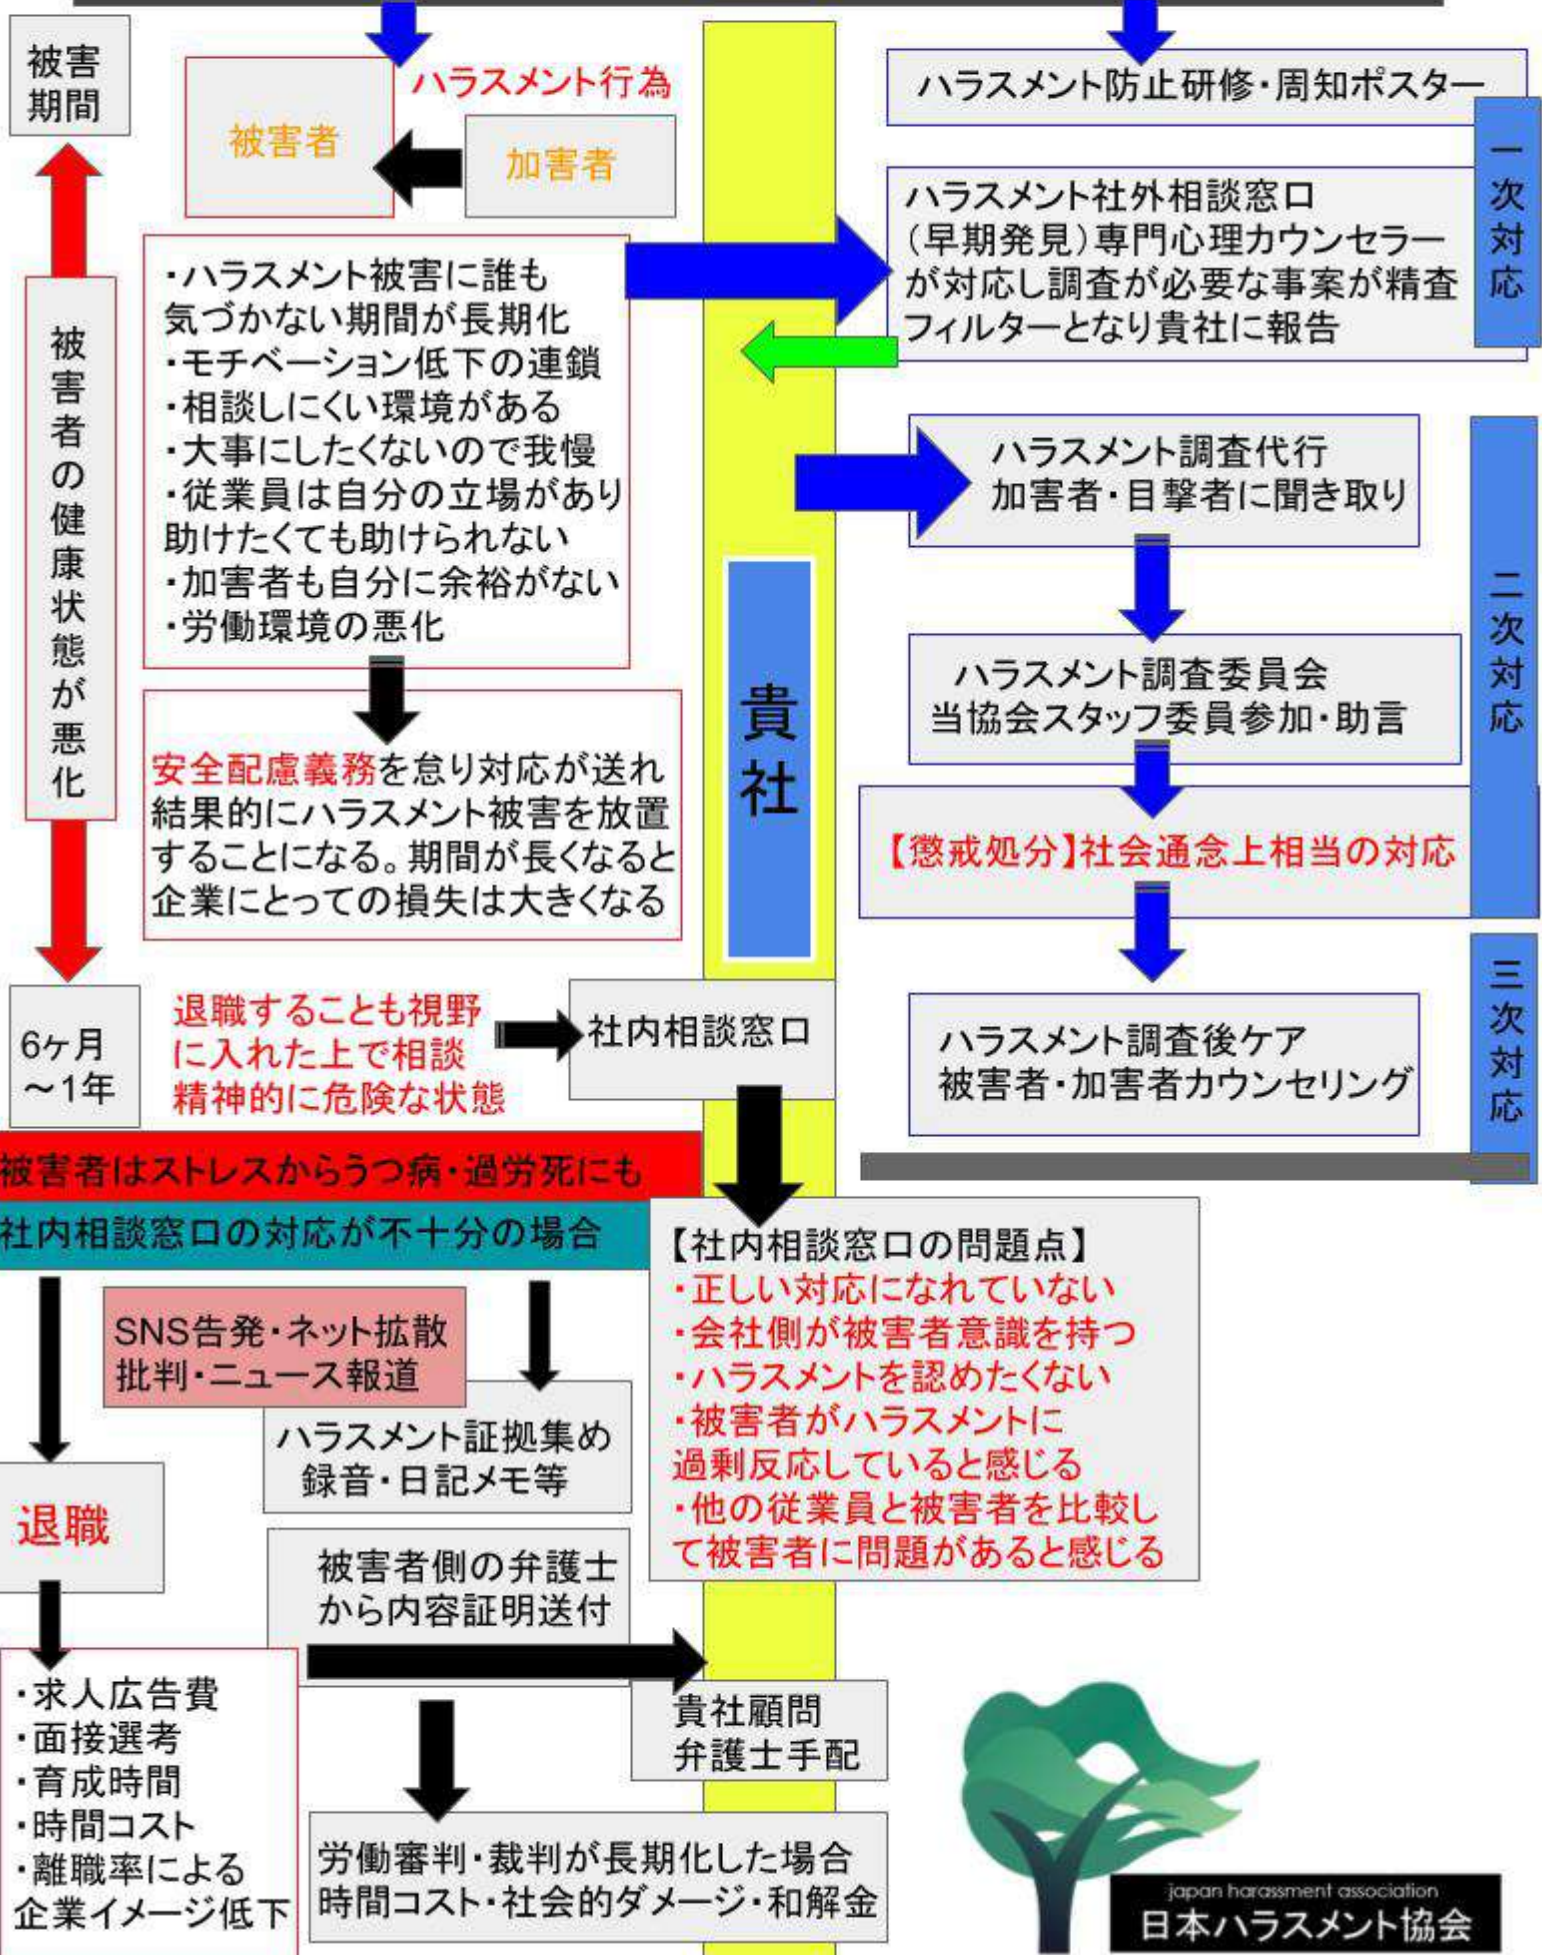 被害
期間
ハラスメント行為
被害者
加害者
・ハラスメント被害に誰も
気づかない期間が長期化
・モチベーション低下の連鎖
・相談しにくい環境がある
・大事にしたくないので我慢
・従業員は自分の立場があり
助けたくても助けられない
・加害者も自分に余裕がない
・労働環境の悪化
被害者の健康状態が悪化
安全配慮義務を怠り対応が送れ
結果的にハラスメント被害を放置
することになる。期間が長くなると
企業にとっての損失は大きくなる
6ヶ月
～1年
退職することも視野
に入れた上で相談
精神的に危険な状態
社内相談窓口
貴社
ハラスメント防止研修・周知ポスター
一次対応
ハラスメント社外相談窓口
（早期発見）専門心理カウンセラー
が対応し調査が必要な事案が精査
フィルターとなり貴社に報告
ハラスメント調査代行
加害者・目撃者に聞き取り
二次対応
ハラスメント調査委員会
当協会スタッフ委員参加・助言
【懲戒処分】社会通念上相当の対応
三次対応
ハラスメント調査後ケア
被害者・加害者カウンセリング
被害者はストレスからうつ病・過労死にも
社内相談窓口の対応が不十分の場合
【社内相談窓口の問題点】
・正しい対応になれていない
・会社側が被害者意識を持つ
・ハラスメントを認めたくない
・被害者がハラスメントに
過剰反応していると感じる
・他の従業員と被害者を比較し
て被害者に問題があると感じる
SNS告発・ネット拡散
批判・ニュース報道
ハラスメント証拠集め
録音・日記メモ等
退職
被害者側の弁護士
から内容証明送付
・求人広告費
・面接選考
・育成時間
・時間コスト
・離職率による
企業イメージ低下
貴社顧問
弁護士手配
労働審判・裁判が長期化した場合
時間コスト・社会的ダメージ・和解金
japan harassment association
日本ハラスメント協会